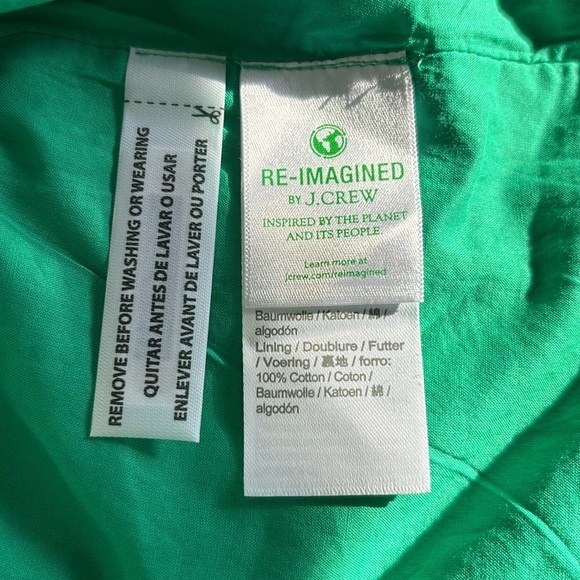 REMOVE BEFORE WASHING OR WEARING
QUITAR ANTES DE LAVAR O USAR
ENLEVER AVANT DE LAVER OU PORTER
RE-IMAGINED
BY J.CREW
INSPIRED BY THE PLANET
AND ITS PEOPLE.
Learn more at
jcrew.com/reimagined
Baumwolle / Katoen / 綿 /
algodón
Lining / Doublure / Futter
/ Voering / 裏地 / forro:
100% Cotton / Coton /
Baumwolle / Katoen / 綿 /
algodón